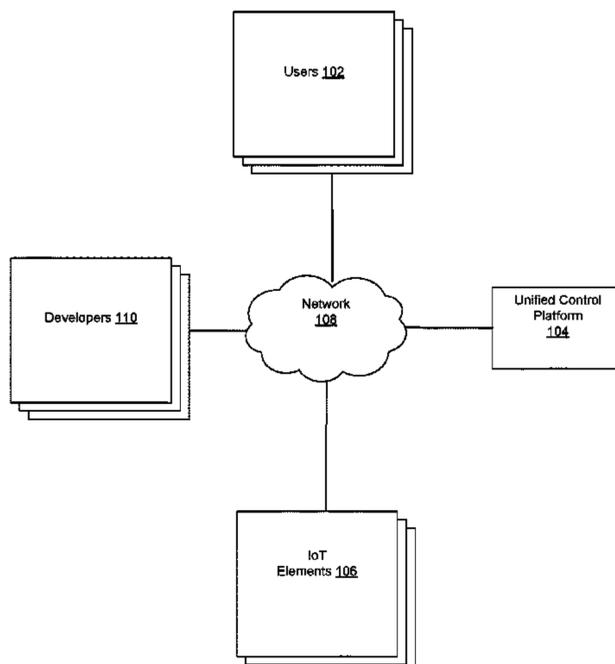 Users 102
Developers 110
Network
108
Unified Control
Platform
104
IoT
Elements 106